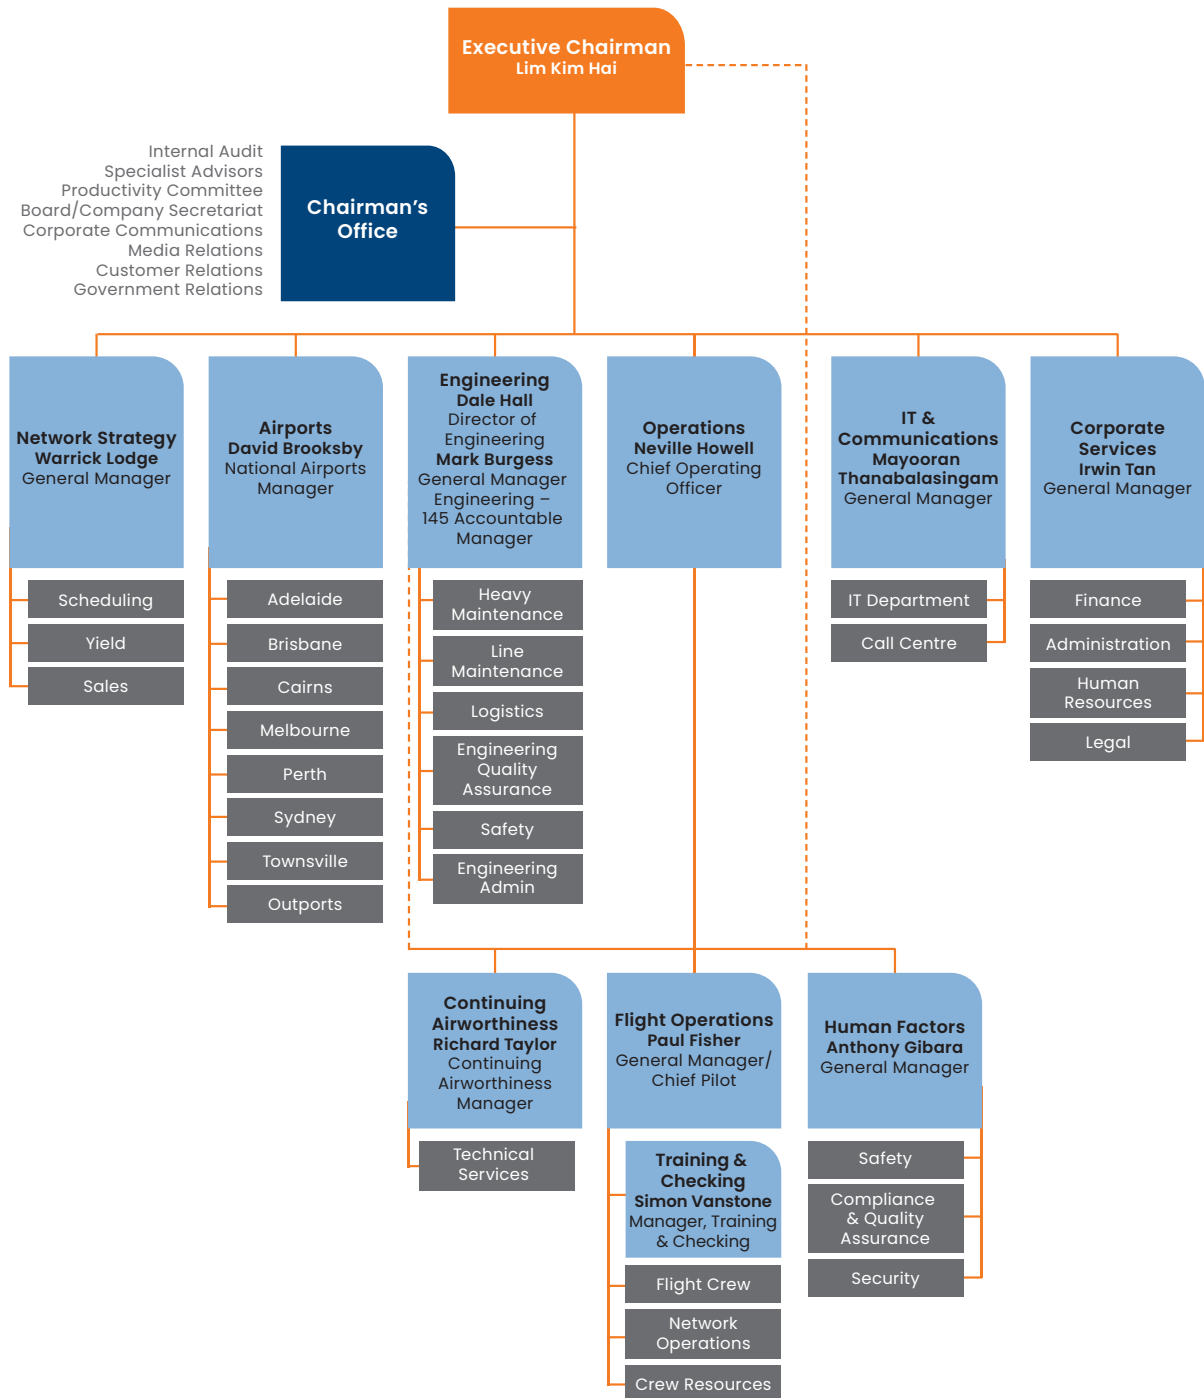 Executive Chairman
Lim Kim Hai
Internal Audit
Specialist Advisors
Productivity Committee
Board/Company Secretariat
Corporate Communications
Media Relations
Customer Relations
Government Relations
Chairman's
Office
Network Strategy
Warrick Lodge
General Manager
Scheduling
Yield
Sales
Airports
David Brooksby
National Airports
Manager
Adelaide
Brisbane
Cairns
Melbourne
Perth
Sydney
Townsville
Outports
Engineering
Dale Hall
Director of
Engineering
Mark Burgess
General Manager
Engineering –
145 Accountable
Manager
Heavy
Maintenance
Line
Maintenance
Logistics
Engineering
Quality
Assurance
Safety
Engineering
Admin
Operations
Neville Howell
Chief Operating
Officer
IT &
Communications
Mayooran
Thanabalasingam
General Manager
IT Department
Call Centre
Corporate
Services
Irwin Tan
General Manager
Finance
Administration
Human
Resources
Legal
Continuing
Airworthiness
Richard Taylor
Continuing
Airworthiness
Manager
Technical
Services
Flight Operations
Paul Fisher
General Manager/
Chief Pilot
Training &
Checking
Simon Vanstone
Manager, Training
& Checking
Flight Crew
Network
Operations
Crew Resources
Human Factors
Anthony Gibara
General Manager
Safety
Compliance
& Quality
Assurance
Security